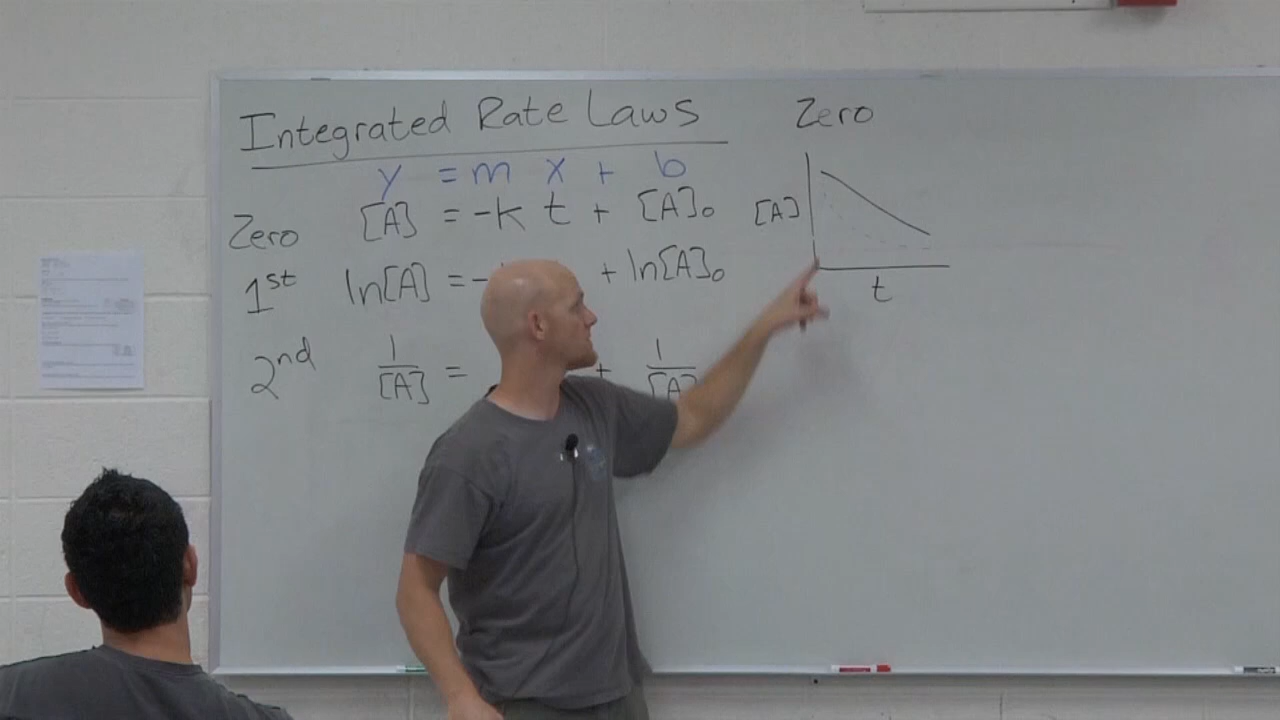 Integrated Rate Laws
y = m x + b
Zero [A] = -k t + [A]₀
1st ln[A] = - + ln[A]₀
2nd 1/[A] = + 1/[A]
Zero
[A]
t